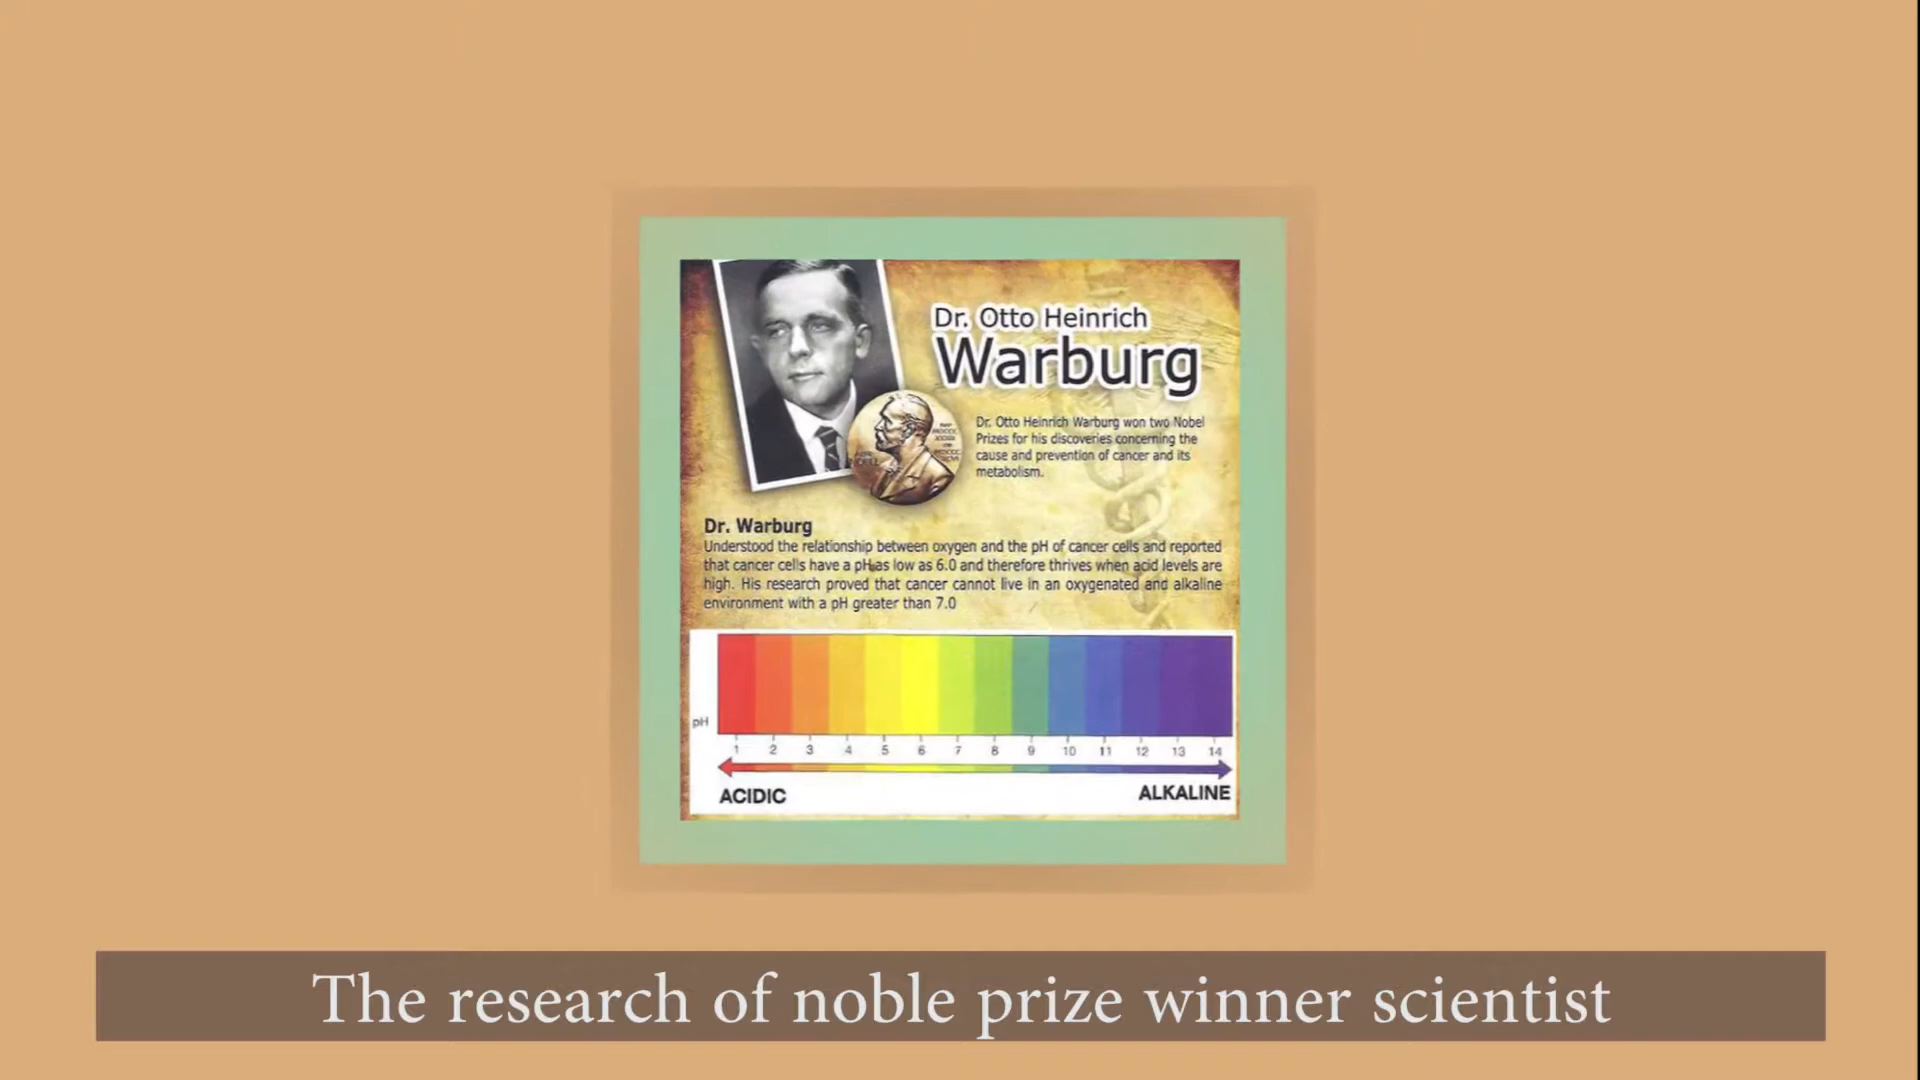 Dr. Otto Heinrich
Warburg
Dr. Otto Heinrich Warburg won two Nobel
Prizes for his discoveries concerning the
cause and prevention of cancer and its
metabolism.
Dr. Warburg
Understood the relationship between oxygen and the pH of cancer cells and reported
that cancer cells have a pH as low as 6.0 and therefore thrives when acid levels are
high. His research proved that cancer cannot live in an oxygenated and alkaline
environment with a pH greater than 7.0
pH
1 2 3 4 5 6 7 8 9 10 11 12 13 14
ACIDIC ALKALINE
The research of noble prize winner scientist